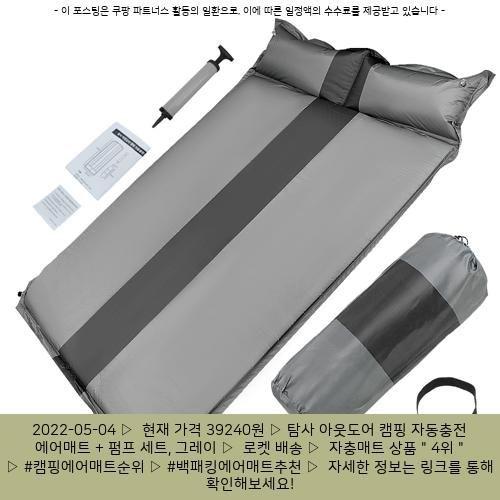 - 이 포스팅은 쿠팡 파트너스 활동의 일환으로, 이에 따른 일정액의 수수료를 제공받고 있습니다 -
2022-05-04 ▷ 현재 가격 39240원 ▷ 탐사 아웃도어 캠핑 자동충전
에어매트 + 펌프 세트, 그레이 ▷ 로켓 배송 ▷ 자충매트 상품 " 4위 "
▷ #캠핑에어매트순위 ▷ #백패킹에어매트추천 ▷ 자세한 정보는 링크를 통해
확인해보세요!